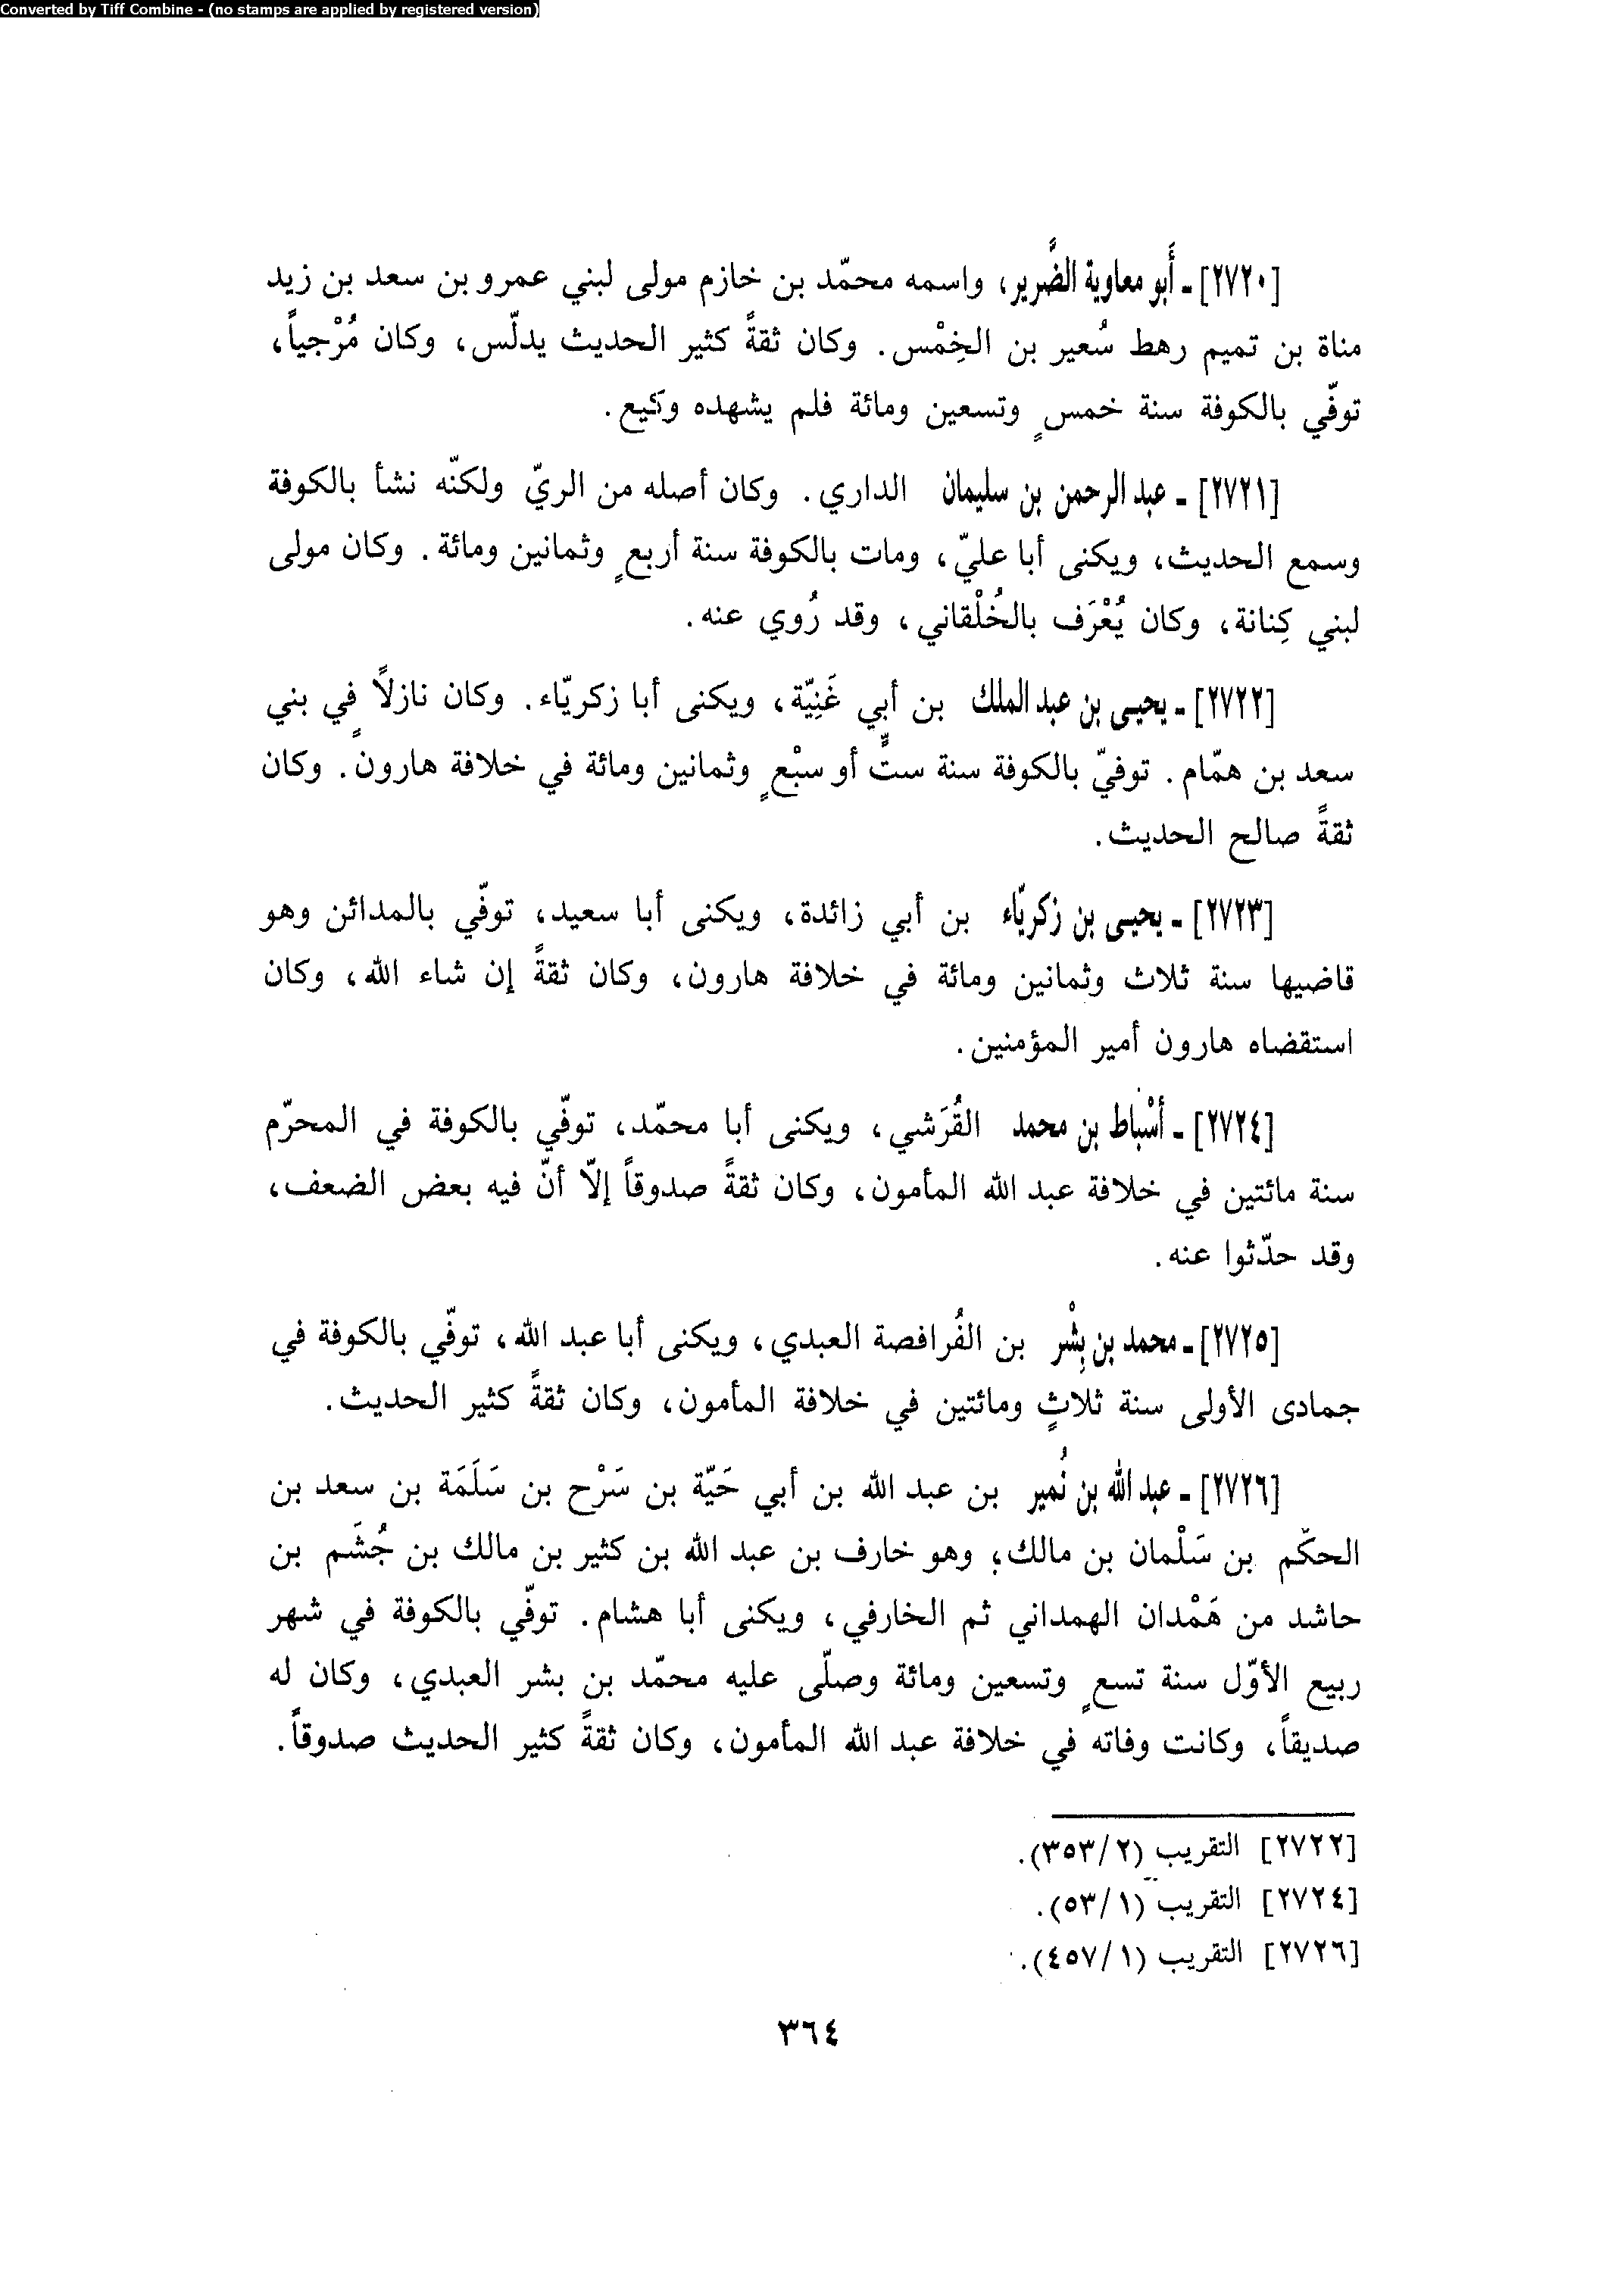 Converted by Tiff Combine - (no stamps are applied by registered version)
[٢٧٢٠] - أَبو معاوية الضَّرير، واسمه محمّد بن خازم مولى لبني عمرو بن سعد بن زيد
مناة بن تميم رهط سُعير بن الخِمْس. وكان ثقةً كثير الحديث يدلّس، وكان مُرْجياً،
توفّي بالكوفة سنة خمسٍ وتسعين ومائة فلم يشهده وكيع.
[٢٧٢١] - عبد الرحمن بن سليمان الداري. وكان أصله من الريّ ولكنّه نشأ بالكوفة
وسمع الحديث، ويكنى أبا عليّ، ومات بالكوفة سنة أربعٍ وثمانين ومائة. وكان مولى
لبني كِنانة، وكان يُعْرَف بالخُلْقاني، وقد رُوي عنه.
[٢٧٢٢] - يحيى بن عبد الملك بن أبي غَنِيّة، ويكنى أبا زكريّاء. وكان نازلاً في بني
سعد بن همّام. توفيّ بالكوفة سنة ستٍّ أو سبْعٍ وثمانين ومائة في خلافة هارون. وكان
ثقةً صالح الحديث.
[٢٧٢٣] - يحيى بن زكريّاء بن أبي زائدة، ويكنى أبا سعيد، توفّي بالمدائن وهو
قاضيها سنة ثلاث وثمانين ومائة في خلافة هارون، وكان ثقةً إن شاء الله، وكان
استقضاه هارون أمير المؤمنين.
[٢٧٢٤] - أسْباط بن محمد القُرَشي، ويكنى أبا محمّد، توفّي بالكوفة في المحرّم
سنة مائتين في خلافة عبد الله المأمون، وكان ثقةً صدوقاً إلاّ أنّ فيه بعض الضعف،
وقد حدّثوا عنه.
[٢٧٢٥] - محمد بن بِشْر بن الفُرافصة العبدي، ويكنى أبا عبد الله، توفّي بالكوفة في
جمادى الأولى سنة ثلاثٍ ومائتين في خلافة المأمون، وكان ثقةً كثير الحديث.
[٢٧٢٦] - عبد الله بن نُمير بن عبد الله بن أبي حَيّة بن سَرْح بن سَلَمَة بن سعد بن
الحكّم بن سَلْمان بن مالك؛ وهو خارف بن عبد الله بن كثير بن مالك بن جُشَم بن
حاشد من هَمْدان الهمداني ثم الخارفي، ويكنى أبا هشام. توفّي بالكوفة في شهر
ربيع الأوّل سنة تسعٍ وتسعين ومائة وصلّى عليه محمّد بن بشر العبدي، وكان له
صديقاً، وكانت وفاته في خلافة عبد الله المأمون، وكان ثقةً كثير الحديث صدوقاً.
[٢٧٢٢] التقريب (٢/ ٣٥٣).
[٢٧٢٤] التقريب (١/ ٥٣).
[٢٧٢٦] التقريب (١/ ٤٥٧).
٣٦٤